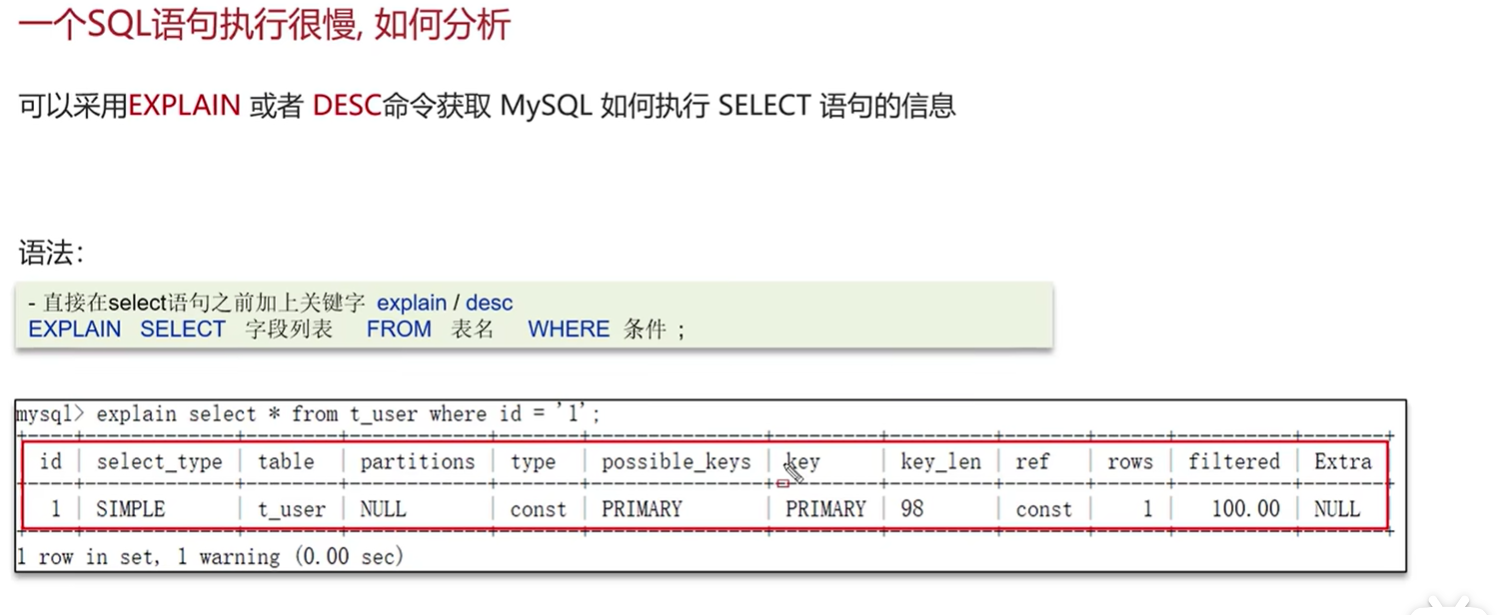 一个SQL语句执行很慢, 如何分析
可以采用EXPLAIN 或者 DESC命令获取 MySQL 如何执行 SELECT 语句的信息
语法：
- 直接在select语句之前加上关键字 explain / desc
EXPLAIN SELECT 字段列表 FROM 表名 WHERE 条件 ;
mysql> explain select * from t_user where id = '1';
id | select_type | table | partitions | type | possible_keys | key | key_len | ref | rows | filtered | Extra
1 | SIMPLE | t_user | NULL | const | PRIMARY | PRIMARY | 98 | const | 1 | 100.00 | NULL
1 row in set, 1 warning (0.00 sec)